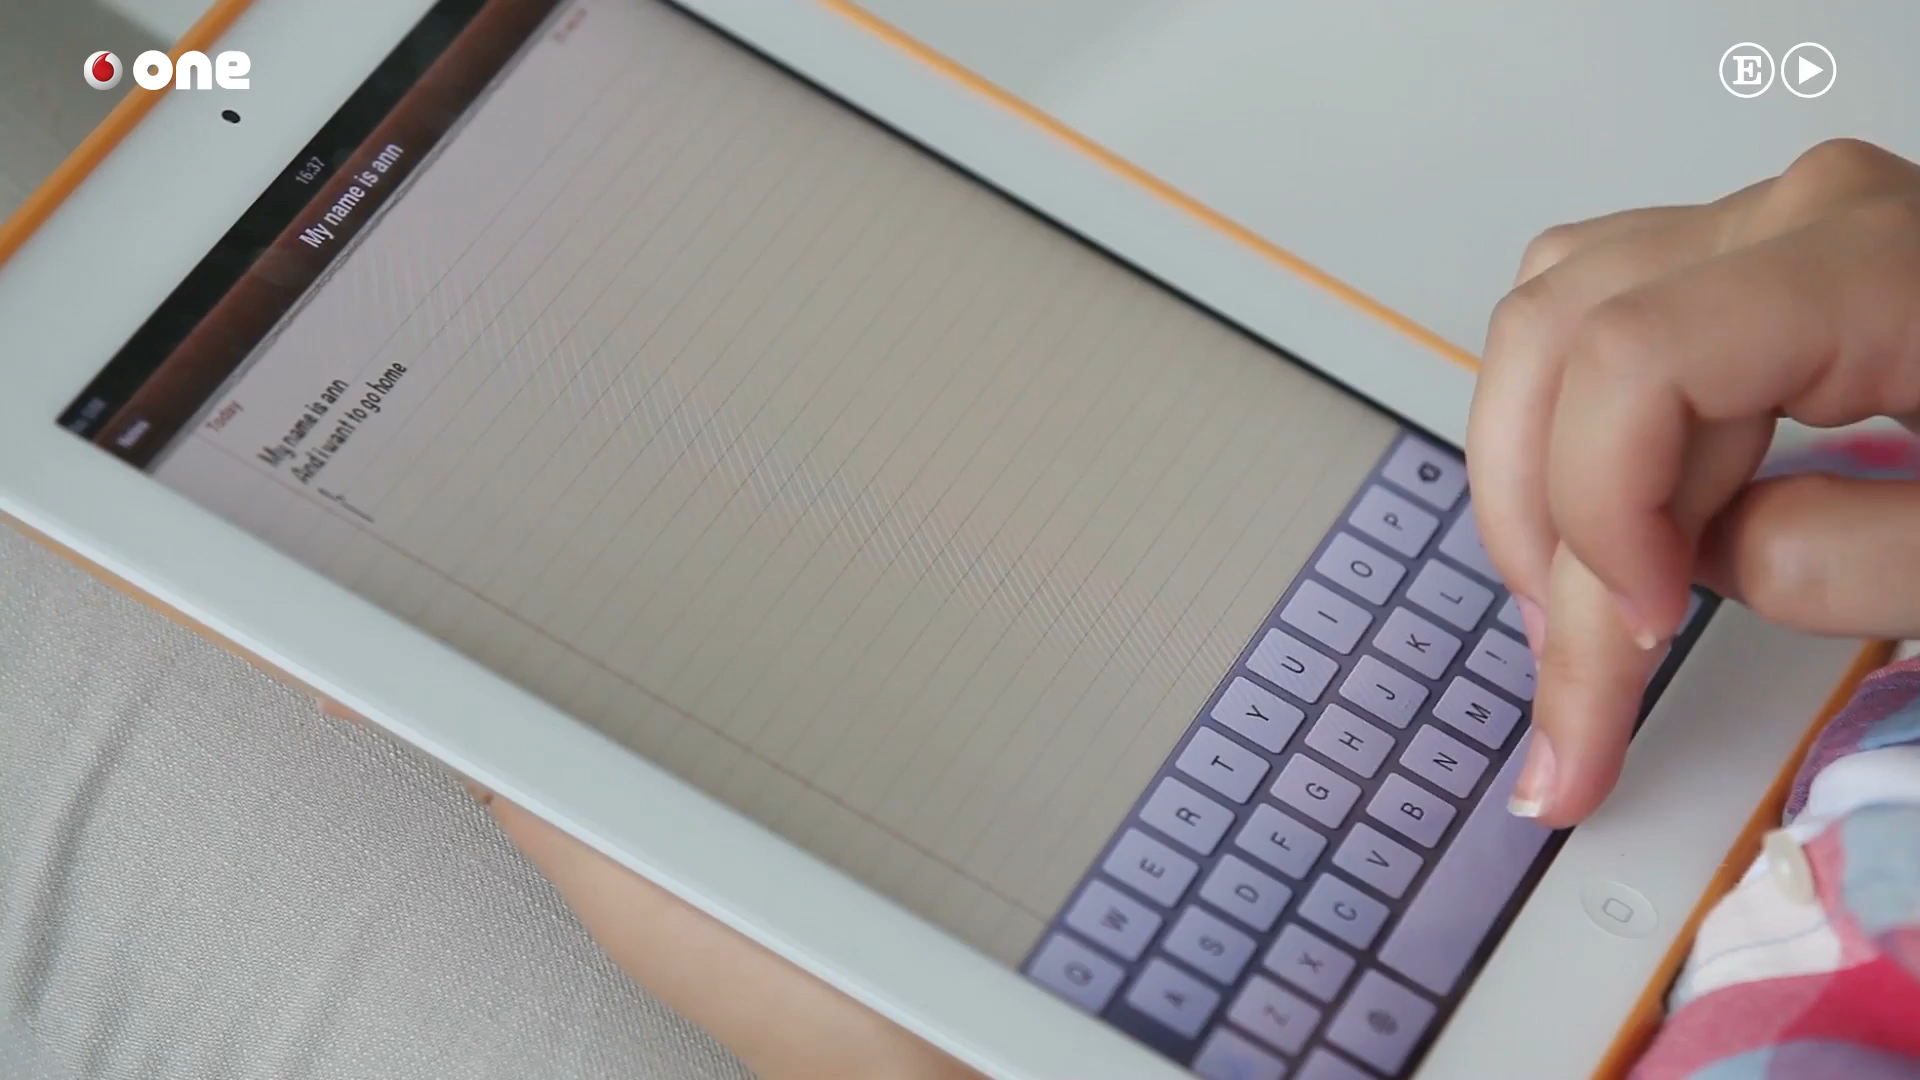 one
E
16:37
My name is ann
Today
My name is ann
And i want to go home
Q W E R T Y U I O P
A S D F G H J K L
Z X C V B N M ! ,